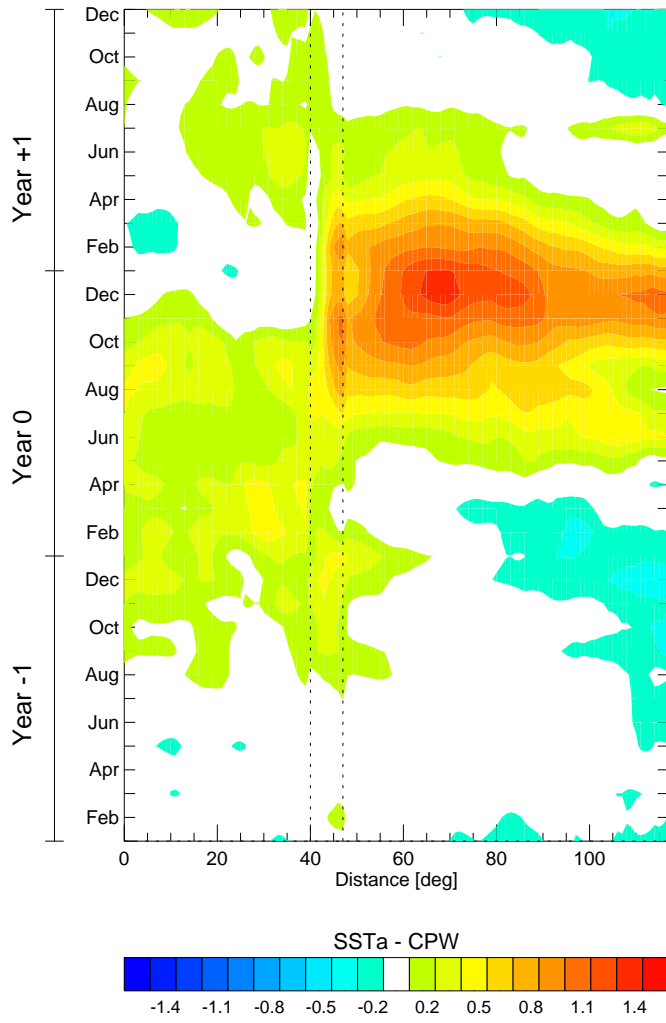 Year +1
Year 0
Year -1
Dec
Oct
Aug
Jun
Apr
Feb
Dec
Oct
Aug
Jun
Apr
Feb
Dec
Oct
Aug
Jun
Apr
Feb
0 20 40 60 80 100
Distance [deg]
SSTa - CPW
-1.4 -1.1 -0.8 -0.5 -0.2 0.2 0.5 0.8 1.1 1.4